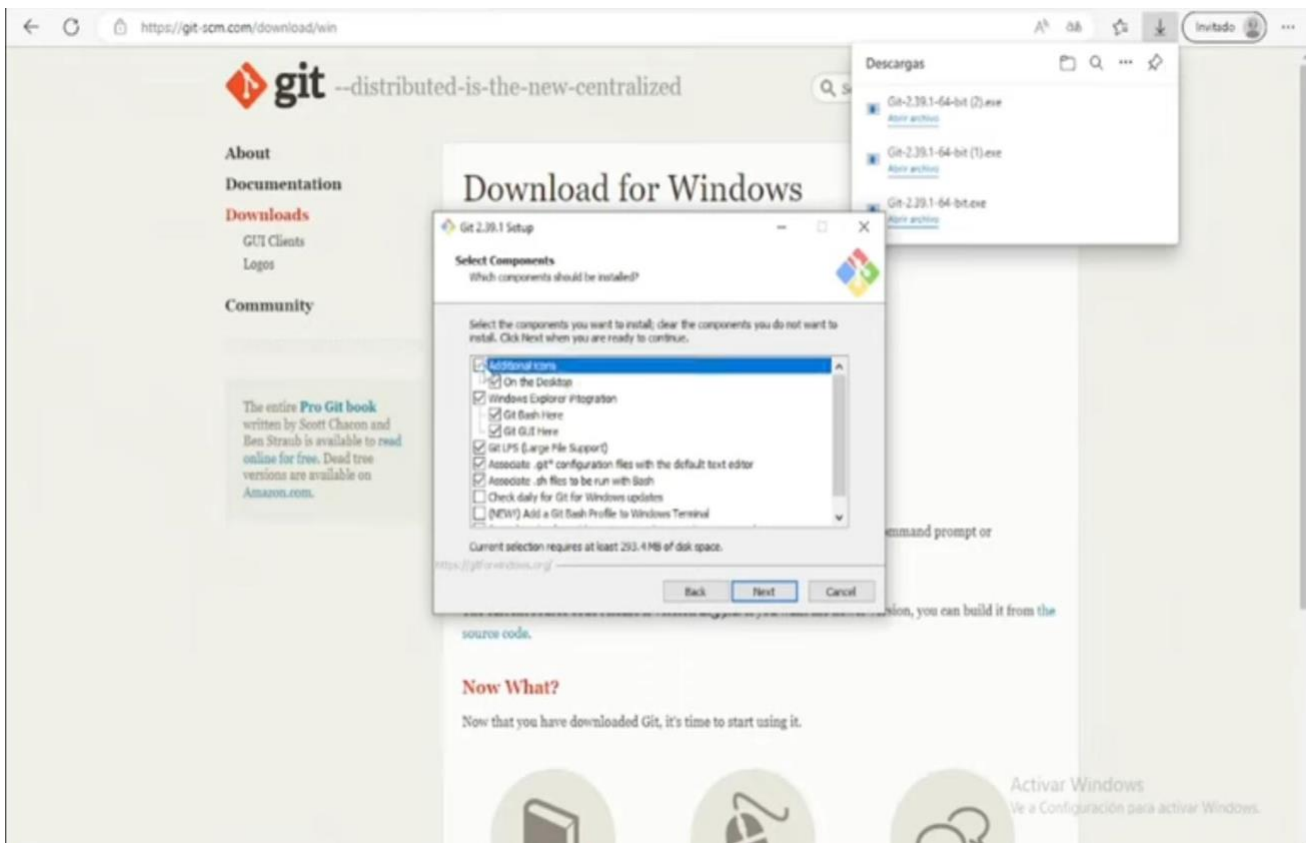 https://git-scm.com/download/win
Invitado
git --distributed-is-the-new-centralized
Descargas
Git-2.39.1-64-bit (2).exe
Abrir archivo
Git-2.39.1-64-bit (1).exe
Abrir archivo
Git-2.39.1-64-bit.exe
Abrir archivo
About
Documentation
Downloads
GUI Clients
Logos
Community
The entire Pro Git book
written by Scott Chacon and
Ben Straub is available to read
online for free. Dead tree
versions are available on
Amazon.com.
Download for Windows
Git 2.39.1 Setup
Select Components
Which components should be installed?
Select the components you want to install; clear the components you do not want to
install. Click Next when you are ready to continue.
Additional icons
On the Desktop
Windows Explorer integration
Git Bash Here
Git GUI Here
Git LFS (Large File Support)
Associate .git* configuration files with the default text editor
Associate .sh files to be run with Bash
Check daily for Git for Windows updates
(NEW!) Add a Git Bash Profile to Windows Terminal
Current selection requires at least 293.4 MB of disk space.
https://gitforwindows.org/
Back
Next
Cancel
command prompt or
version, you can build it from the
source code.
Now What?
Now that you have downloaded Git, it's time to start using it.
Activar Windows
Ve a Configuración para activar Windows.